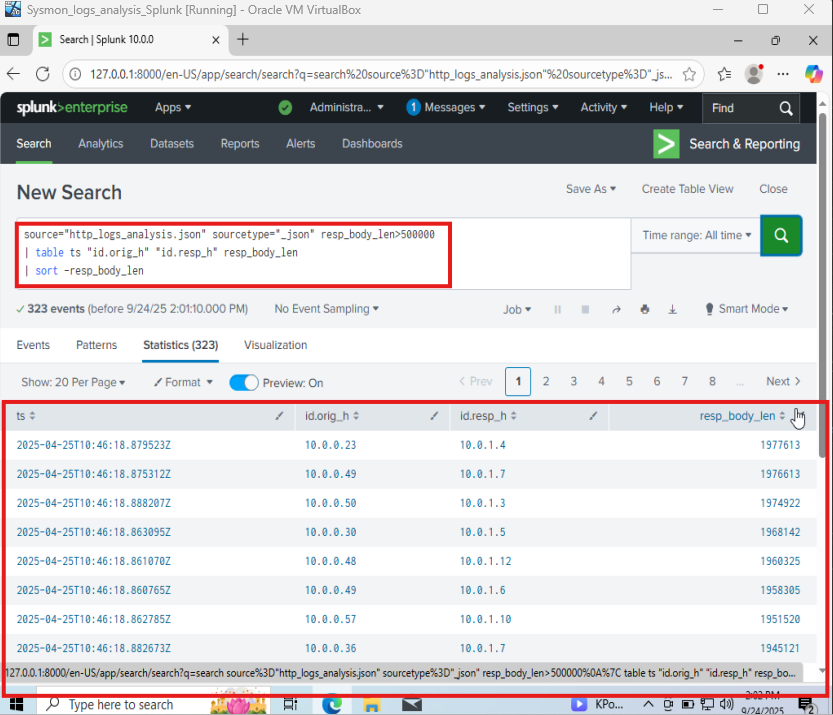 Sysmon_logs_analysis_Splunk [Running] - Oracle VM VirtualBox
Search | Splunk 10.0.0
127.0.0.1:8000/en-US/app/search/search?q=search%20source%3D"http_logs_analysis.json"%20sourcetype%3D"_js...
splunk>enterprise Apps Administra... 1 Messages Settings Activity Help Find
Search Analytics Datasets Reports Alerts Dashboards Search & Reporting
New Search Save As Create Table View Close
source="http_logs_analysis.json" sourcetype="_json" resp_body_len>500000
| table ts "id.orig_h" "id.resp_h" resp_body_len
| sort -resp_body_len
Time range: All time
323 events (before 9/24/25 2:01:10.000 PM) No Event Sampling Job Smart Mode
Events Patterns Statistics (323) Visualization
Show: 20 Per Page Format Preview: On < Prev 1 2 3 4 5 6 7 8 ... Next >
ts id.orig_h id.resp_h resp_body_len
2025-04-25T10:46:18.879523Z 10.0.0.23 10.0.1.4 1977613
2025-04-25T10:46:18.875312Z 10.0.0.49 10.0.1.7 1976613
2025-04-25T10:46:18.888207Z 10.0.0.50 10.0.1.3 1974922
2025-04-25T10:46:18.863095Z 10.0.0.30 10.0.1.5 1968142
2025-04-25T10:46:18.861070Z 10.0.0.48 10.0.1.12 1960325
2025-04-25T10:46:18.860765Z 10.0.0.49 10.0.1.6 1958305
2025-04-25T10:46:18.862785Z 10.0.0.57 10.0.1.10 1951520
2025-04-25T10:46:18.882673Z 10.0.0.36 10.0.1.7 1945121
127.0.0.1:8000/en-US/app/search/search?q=search source%3D"http_logs_analysis.json" sourcetype%3D"_json" resp_body_len>500000%0A%7C table ts "id.orig_h" "id.resp_h" resp_bo...
Type here to search KPo... 3:02 PM
9/24/2025 2